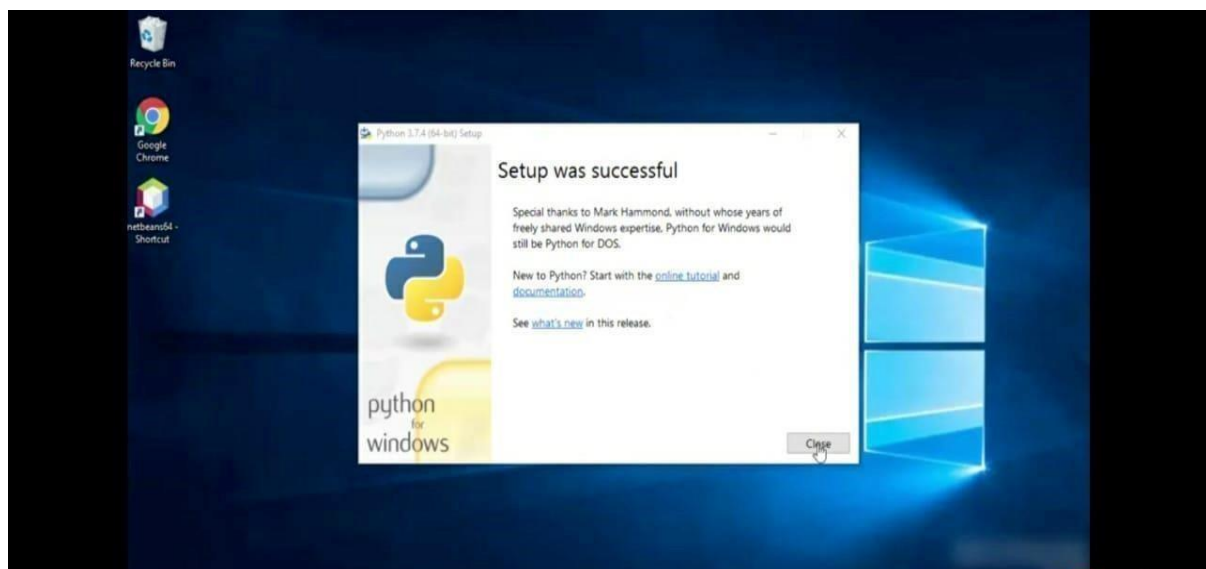 Recycle Bin
Google
Chrome
netbeans64 -
Shortcut
Python 3.7.4 (64-bit) Setup
Setup was successful
Special thanks to Mark Hammond, without whose years of
freely shared Windows expertise, Python for Windows would
still be Python for DOS.
New to Python? Start with the online tutorial and
documentation.
See what's new in this release.
python
for
windows
Close